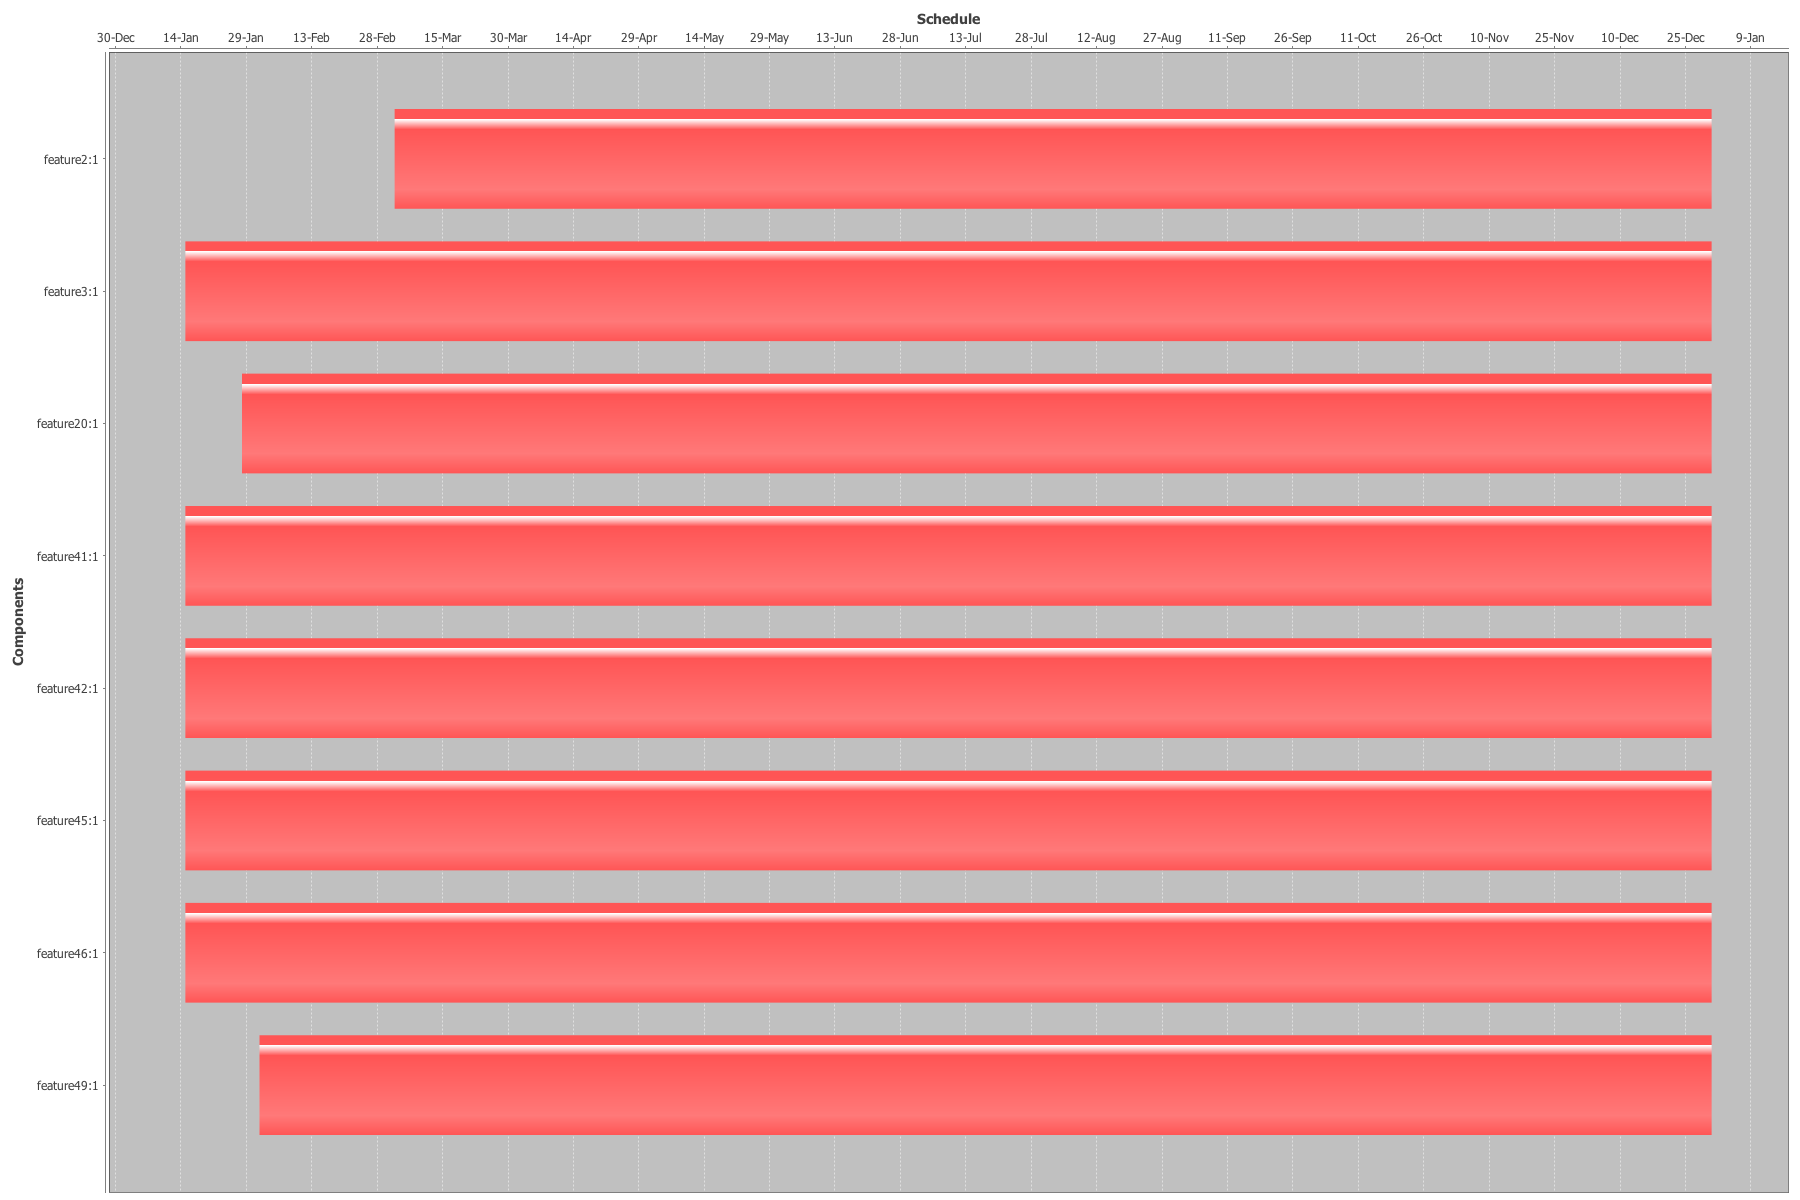 Schedule
30-Dec 14-Jan 29-Jan 13-Feb 28-Feb 15-Mar 30-Mar 14-Apr 29-Apr 14-May 29-May 13-Jun 28-Jun 13-Jul 28-Jul 12-Aug 27-Aug 11-Sep 26-Sep 11-Oct 26-Oct 10-Nov 25-Nov 10-Dec 25-Dec 9-Jan
Components
feature2:1
feature3:1
feature20:1
feature41:1
feature42:1
feature45:1
feature46:1
feature49:1